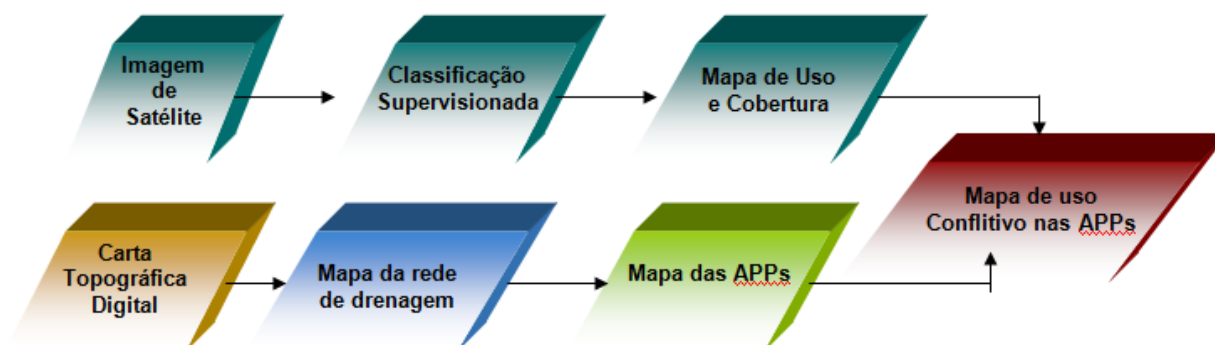 Imagem
de
Satélite
Classificação
Supervisionada
Mapa de Uso
e Cobertura
Mapa de uso
Conflitivo nas APPs
Carta
Topográfica
Digital
Mapa da rede
de drenagem
Mapa das APPs